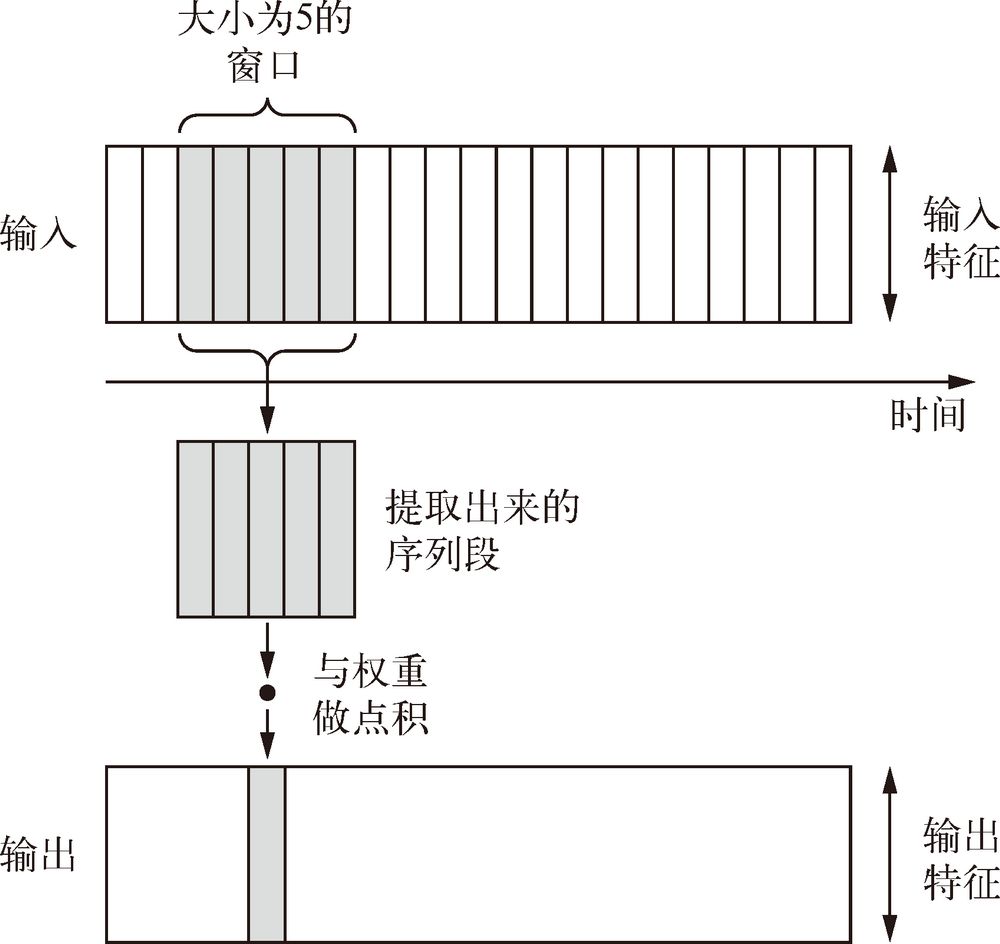 大小为5的
窗口
输入
输入
特征
时间
提取出来的
序列段
与权重
做点积
输出
输出
特征